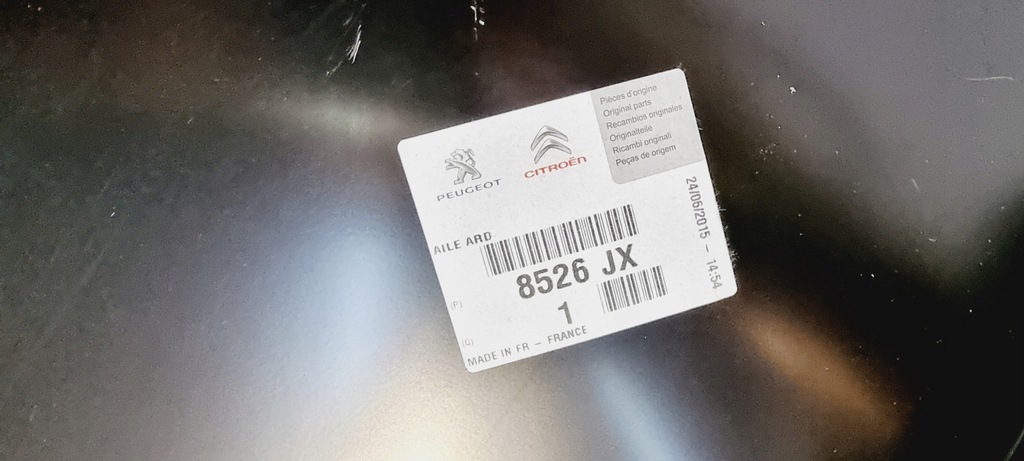 PEUGEOT
CITROËN
Pièces d'origine
Original parts
Recambios originales
Originalteile
Ricambi originali
Peças de origem
AILE ARD
8526 JX
(P)
1
(G)
MADE IN FR - FRANCE
24/06/2015 - 14:54